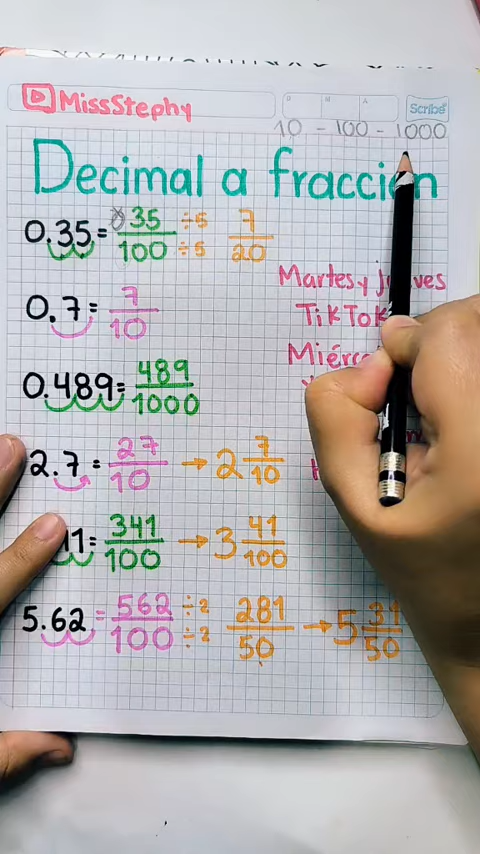 MissStephy
Scribe
10 - 100 - 1000
Decimal a fracción
0.35 = 35/100 ÷5 ÷5 7/20
Martes y
TikTok
0.7 = 7/10
0.489 = 489/1000
2.7 = 27/10 → 2 7/10
341/100 → 3 41/100
5.62 = 562/100 ÷2 ÷2 281/50 → 5 31/50